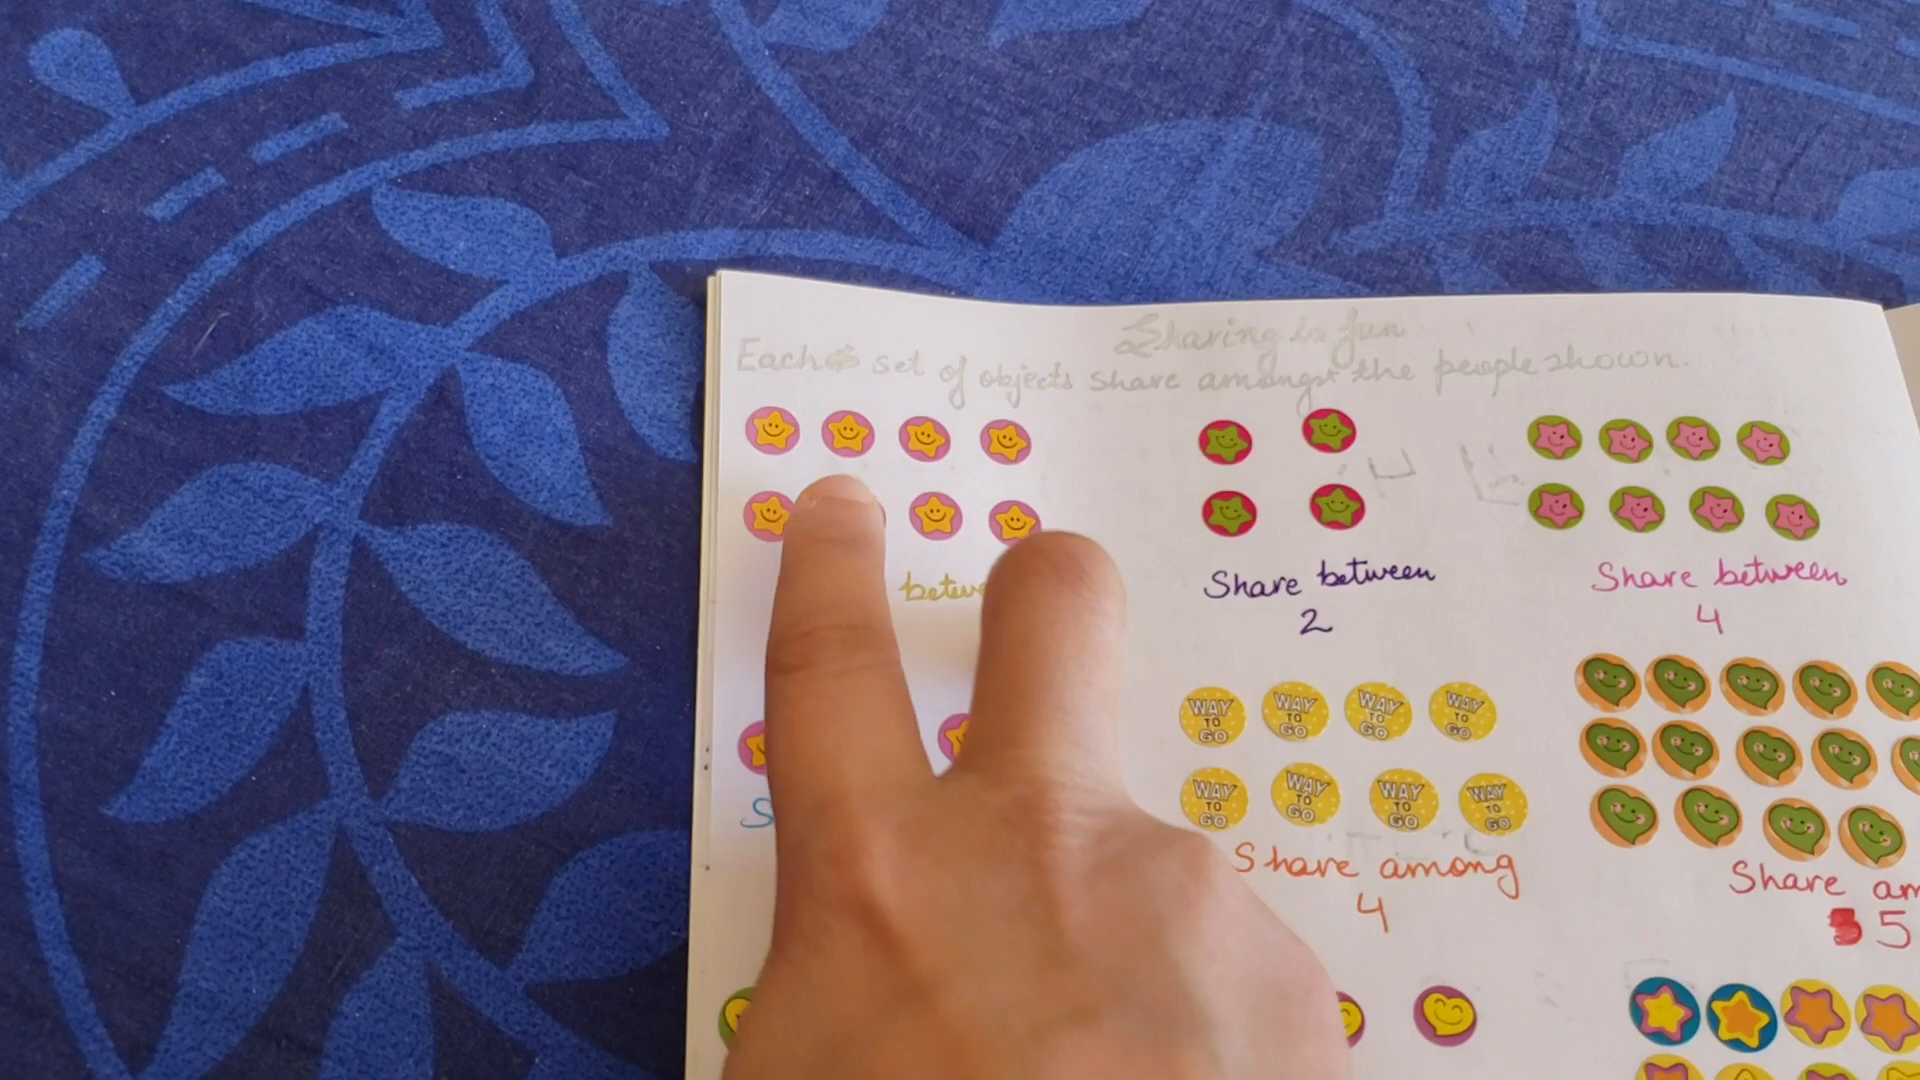 Sharing is fun
Each set of objects share amongst the people shown.
Share between
2
Share between
4
WAY TO GO
WAY TO GO
WAY TO GO
WAY TO GO
WAY TO GO
WAY TO GO
WAY TO GO
WAY TO GO
Share among
4
Share am
5